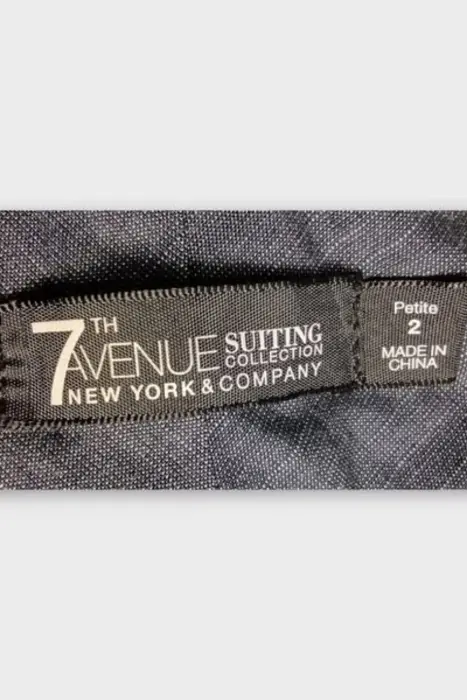 7TH AVENUE SUITING COLLECTION
NEW YORK & COMPANY
Petite
2
MADE IN
CHINA